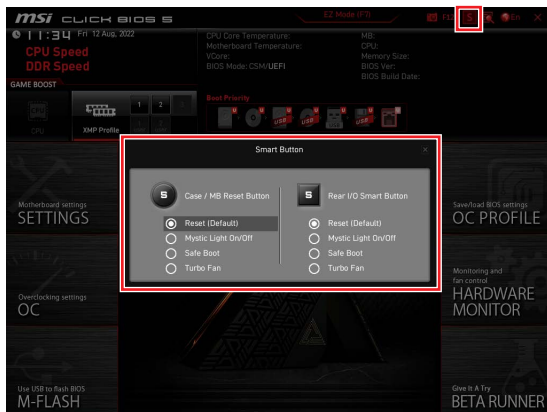 msi CLICK BIOS 5
EZ Mode (F7)
F12
S
En
X
11:34 Fri 12 Aug, 2022
CPU Speed
DDR Speed
CPU Core Temperature:
Motherboard Temperature:
VCore:
BIOS Mode: CSM/UEFI
MB:
CPU:
Memory Size:
BIOS Ver:
BIOS Build Date:
GAME BOOST
CPU
XMP Profile
1 2
Boot Priority
U U U U U U
USB USB USB
Smart Button
×
S Case / MB Reset Button
Reset (Default)
Mystic Light On/Off
Safe Boot
Turbo Fan
S Rear I/O Smart Button
Reset (Default)
Mystic Light On/Off
Safe Boot
Turbo Fan
Motherboard settings
SETTINGS
Overclocking settings
OC
Use USB to flash BIOS
M-FLASH
Save/load BIOS settings
OC PROFILE
Monitoring and
fan control
HARDWARE
MONITOR
Give It A Try
BETA RUNNER